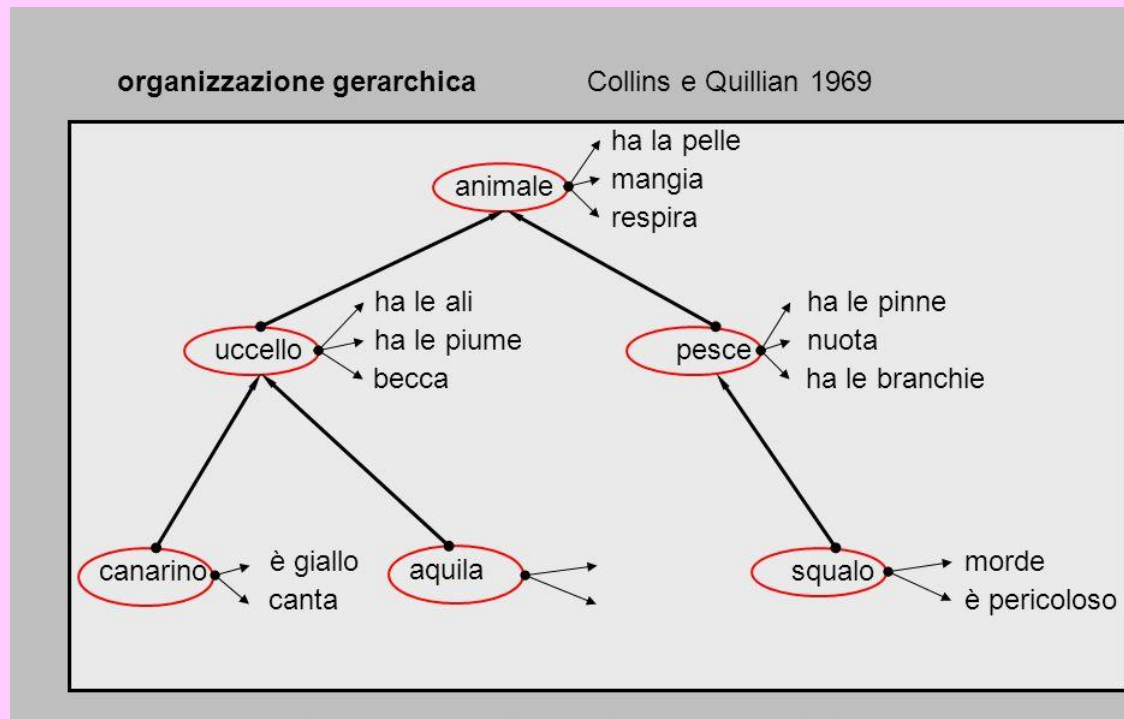 organizzazione gerarchica Collins e Quillian 1969
ha la pelle
animale mangia
respira
ha le ali
uccello ha le piume
becca
ha le pinne
pesce nuota
ha le branchie
canarino è giallo
canta
aquila
squalo morde
è pericoloso